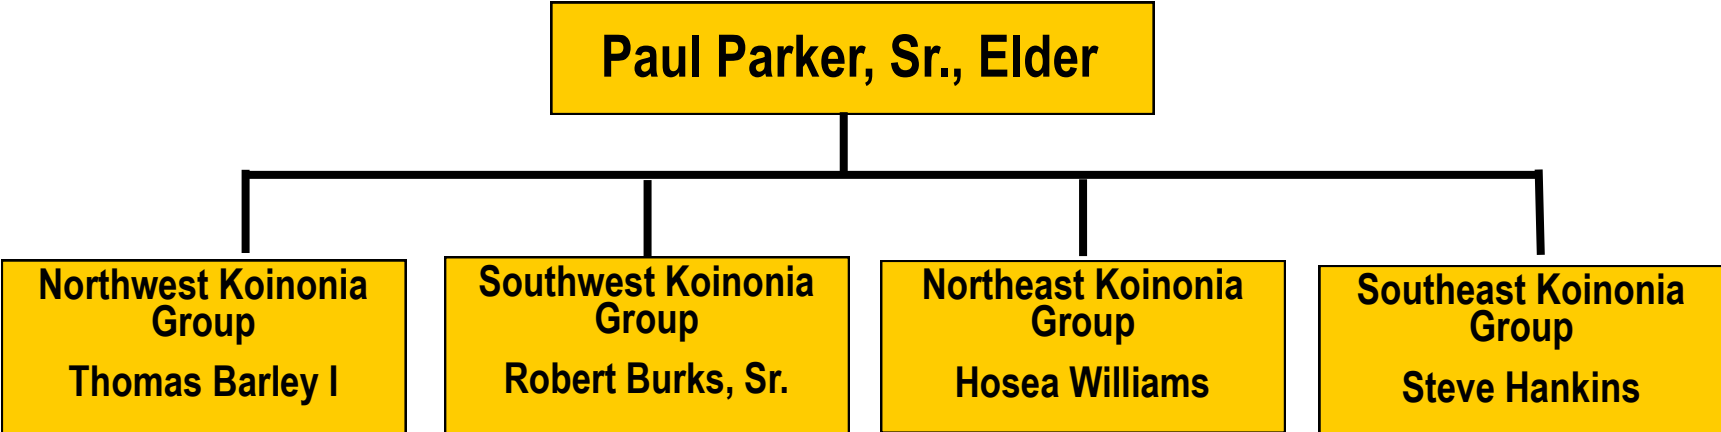 Paul Parker, Sr., Elder
Northwest Koinonia
Group
Thomas Barley I
Southwest Koinonia
Group
Robert Burks, Sr.
Northeast Koinonia
Group
Hosea Williams
Southeast Koinonia
Group
Steve Hankins